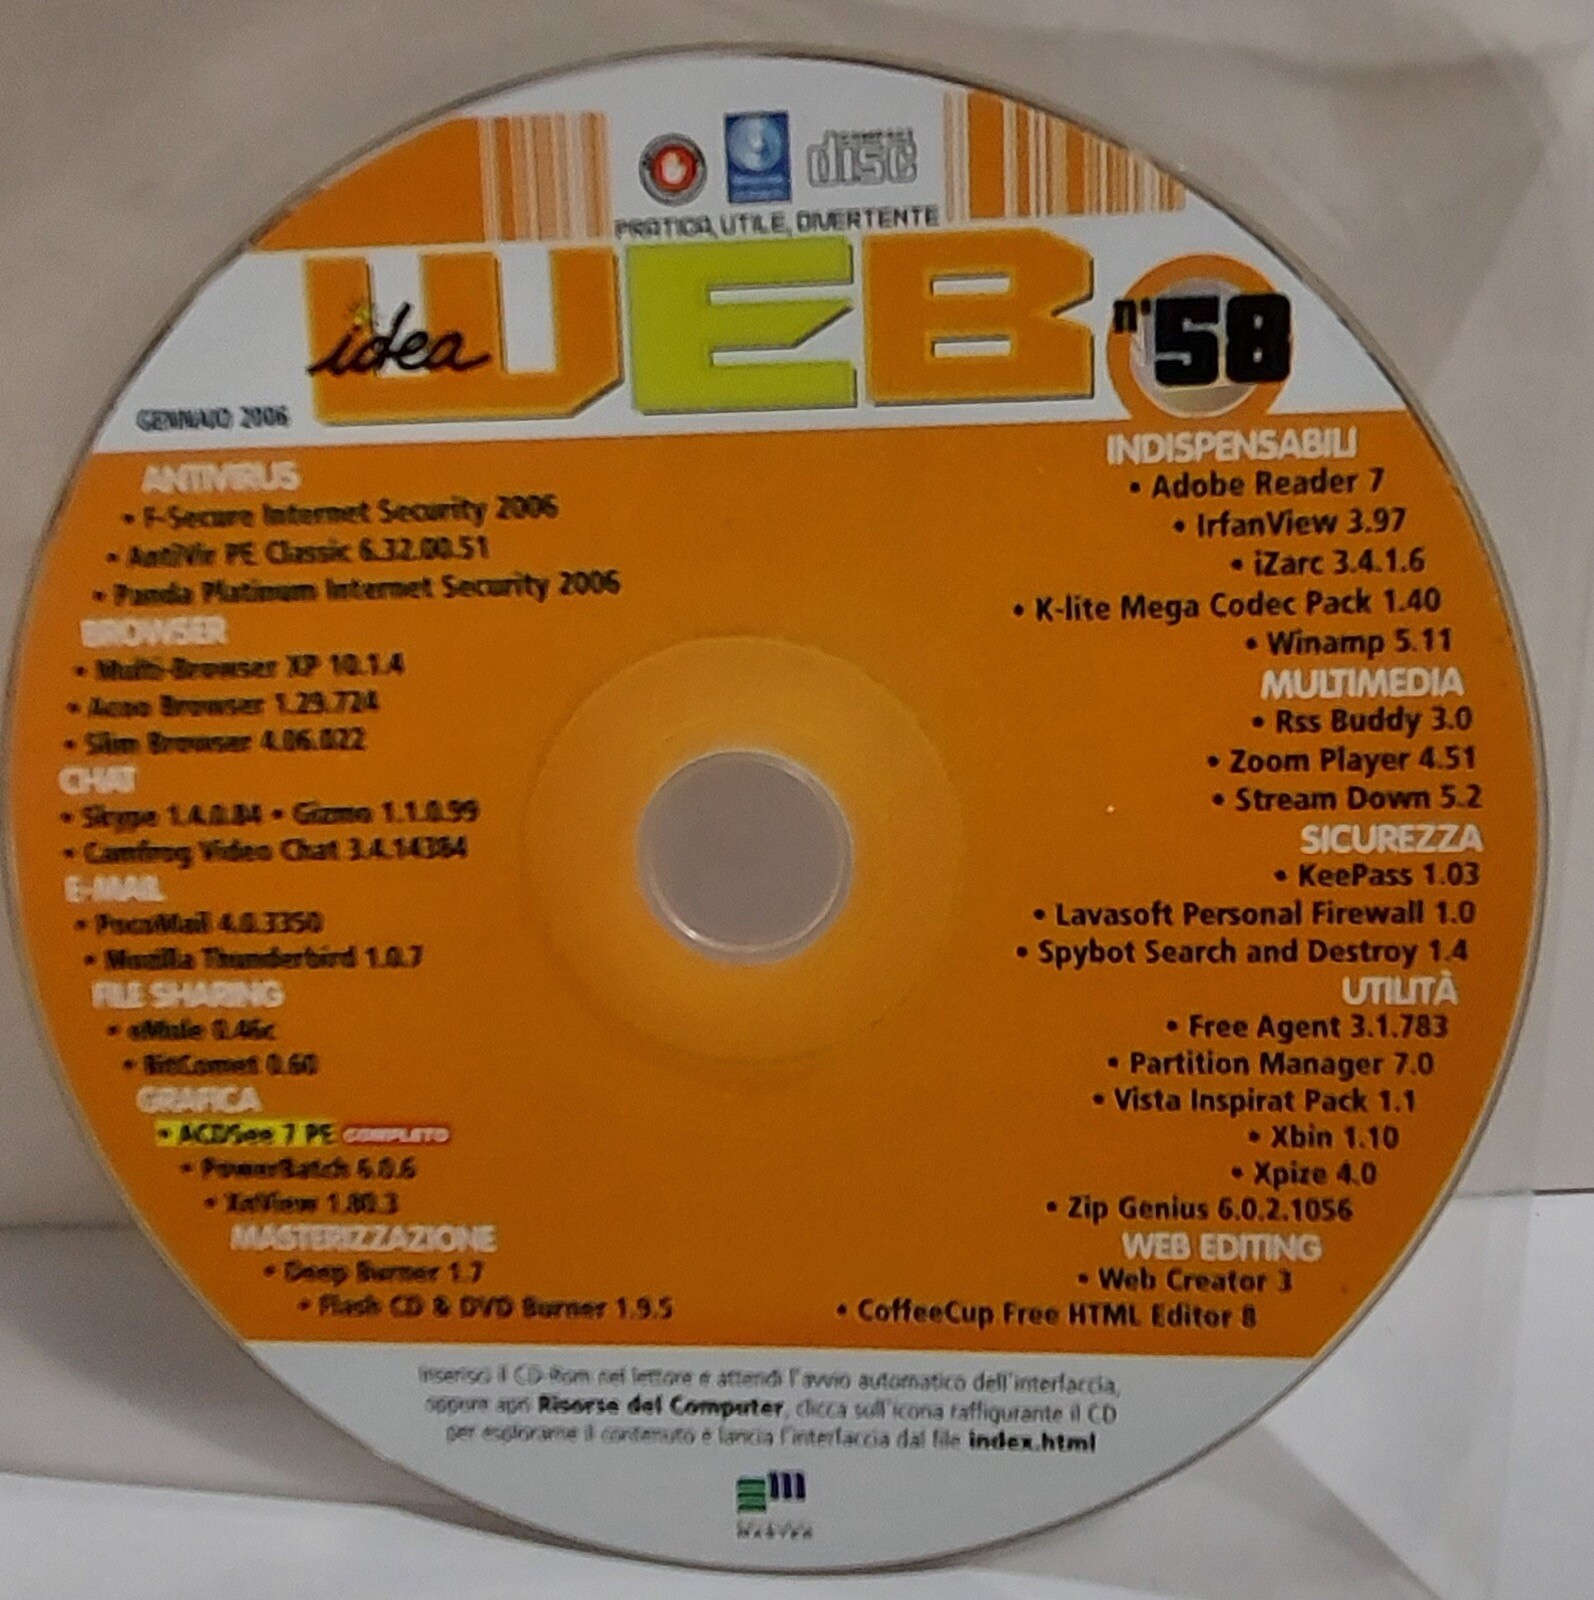 COMPACT
disc
PRATICA, UTILE, DIVERTENTE
idea WEB n°58
GENNAIO 2006
ANTIVIRUS
• F-Secure Internet Security 2006
• AntiVir PE Classic 6.32.00.51
• Panda Platinum Internet Security 2006
BROWSER
• Multi-Browser XP 10.1.4
• Acoo Browser 1.29.724
• Slim Browser 4.06.022
CHAT
• Skype 1.4.0.84 • Gizmo 1.1.0.99
• Camfrog Video Chat 3.4.14384
E-MAIL
• PocoMail 4.0.3350
• Mozilla Thunderbird 1.0.7
FILE SHARING
• eMule 0.46c
• BitComet 0.60
GRAFICA
• ACDSee 7 PE COMPLETO
• PowerBatch 6.0.6
• XnView 1.80.3
MASTERIZZAZIONE
• Deep Burner 1.7
• Flash CD & DVD Burner 1.9.5
INDISPENSABILI
• Adobe Reader 7
• IrfanView 3.97
• iZarc 3.4.1.6
• K-lite Mega Codec Pack 1.40
• Winamp 5.11
MULTIMEDIA
• Rss Buddy 3.0
• Zoom Player 4.51
• Stream Down 5.2
SICUREZZA
• KeePass 1.03
• Lavasoft Personal Firewall 1.0
• Spybot Search and Destroy 1.4
UTILITÀ
• Free Agent 3.1.783
• Partition Manager 7.0
• Vista Inspirat Pack 1.1
• Xbin 1.10
• Xpize 4.0
• Zip Genius 6.0.2.1056
WEB EDITING
• Web Creator 3
• CoffeeCup Free HTML Editor 8
Inserisci il CD-Rom nel lettore e attendi l'avvio automatico dell'interfaccia,
oppure apri Risorse del Computer, clicca sull'icona raffigurante il CD
per esplorarne il contenuto e lancia l'interfaccia dal file index.html
MASTER